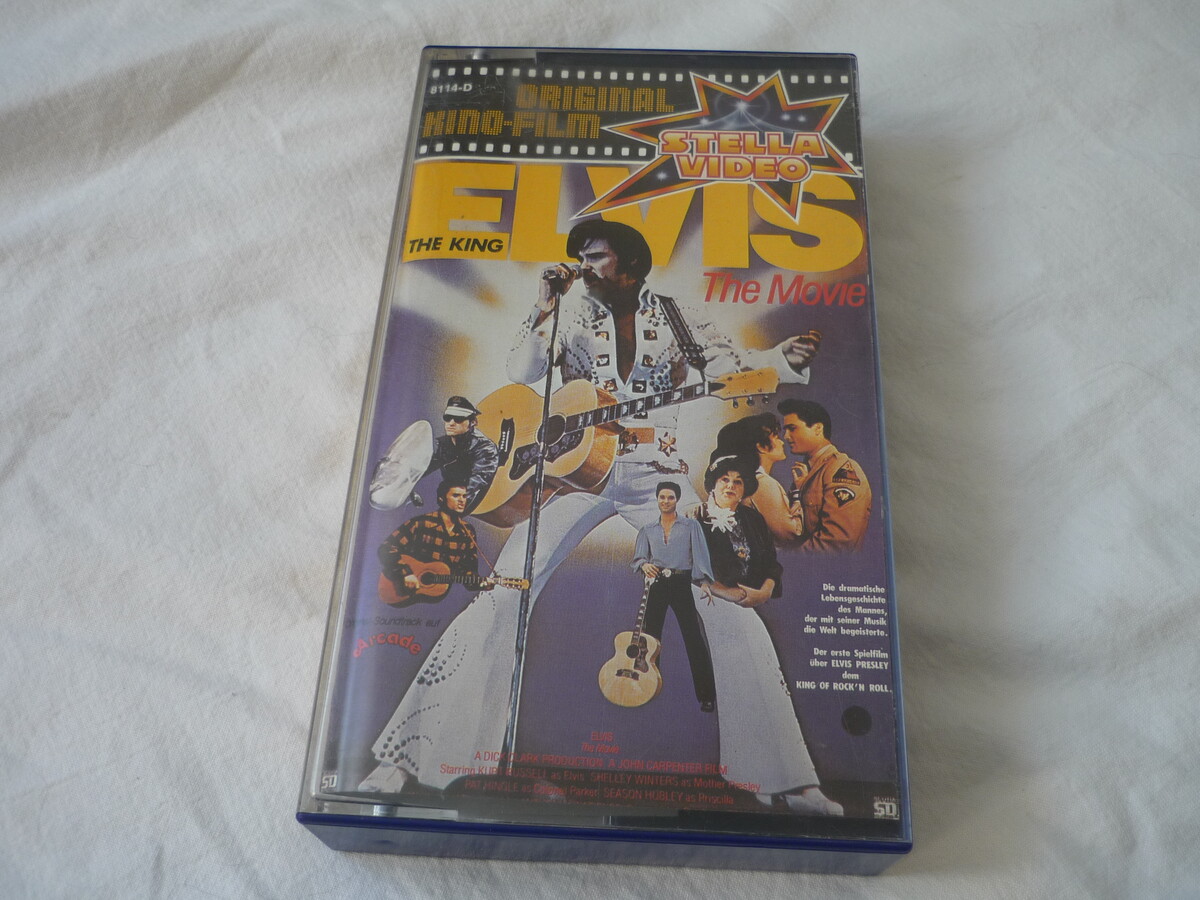 8114-D
ORIGINAL
KINO-FILM
STELLA
VIDEO
ELVIS
THE KING
The Movie
Die dramatische
Lebensgeschichte
des Mannes,
der mit seiner Musik
die Welt begeisterte.
Der erste Spielfilm
über ELVIS PRESLEY
dem
KING OF ROCK'N ROLL.
Soundtrack auf
arcade
ELVIS
The Movie
A DICK CLARK PRODUCTION A JOHN CARPENTER FILM
Starring KURT RUSSELL as Elvis SHELLEY WINTERS as Mother Presley
PAT HINGLE as Colonel Parker SEASON HUBLEY as Priscilla
SD
SD